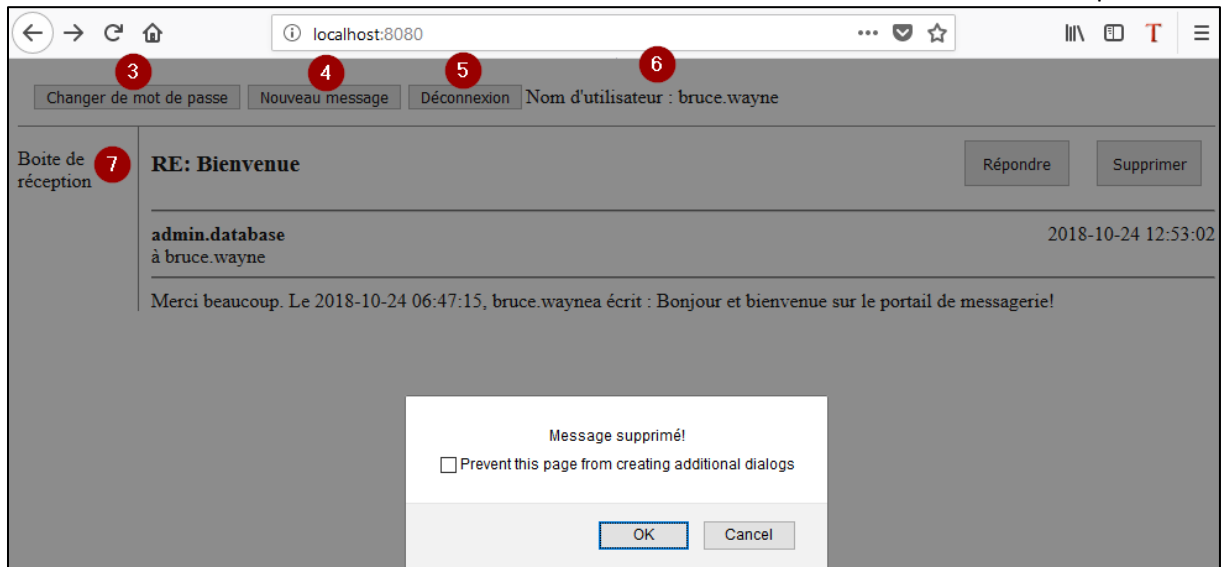 localhost:8080
T
3
4
5
6
Changer de mot de passe Nouveau message Déconnexion Nom d'utilisateur : bruce.wayne
Boite de
réception
7
RE: Bienvenue
Répondre Supprimer
admin.database 2018-10-24 12:53:02
à bruce.wayne
Merci beaucoup. Le 2018-10-24 06:47:15, bruce.waynea écrit : Bonjour et bienvenue sur le portail de messagerie!
Message supprimé!
Prevent this page from creating additional dialogs
OK Cancel